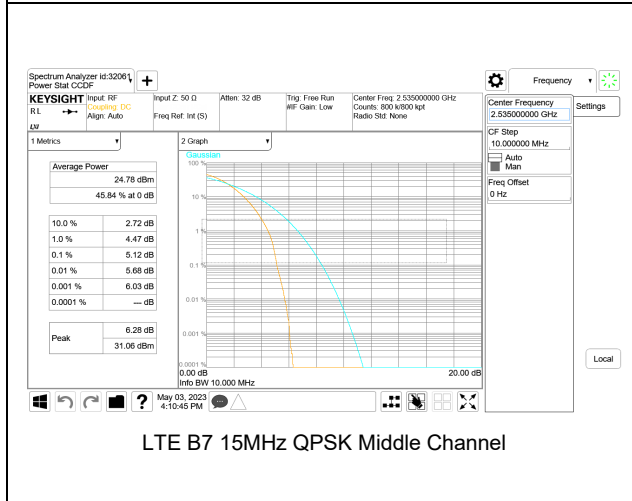 Spectrum Analyzer id:32061
Power Stat CCDF
Frequency
KEYSIGHT
RL
LXI
Input: RF
Coupling: DC
Align: Auto
Input Z: 50 Ω
Freq Ref: Int (S)
Atten: 32 dB
Trig: Free Run
#IF Gain: Low
Center Freq: 2.535000000 GHz
Counts: 800 k/800 kpt
Radio Std: None
Center Frequency
2.535000000 GHz
Settings
CF Step
10.000000 MHz
Auto
Man
Freq Offset
0 Hz
Local
1 Metrics
Average Power
24.78 dBm
45.84 % at 0 dB
10.0 % 2.72 dB
1.0 % 4.47 dB
0.1 % 5.12 dB
0.01 % 5.68 dB
0.001 % 6.03 dB
0.0001 % --- dB
Peak
6.28 dB
31.06 dBm
2 Graph
Gaussian
100 %
10 %
1 %
0.1 %
0.01 %
0.001 %
0.0001 %
0.00 dB 20.00 dB
Info BW 10.000 MHz
?
May 03, 2023
4:10:45 PM
LTE B7 15MHz QPSK Middle Channel